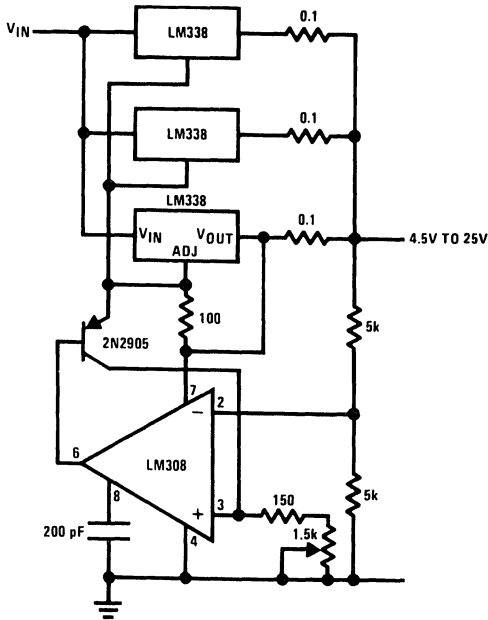 VIN
LM338
0.1
LM338
0.1
LM338
VIN
VOUT
ADJ
0.1
4.5V TO 25V
100
5k
2N2905
7
−
2
6
LM308
8
200 pF
+
3
4
150
1.5k
5k